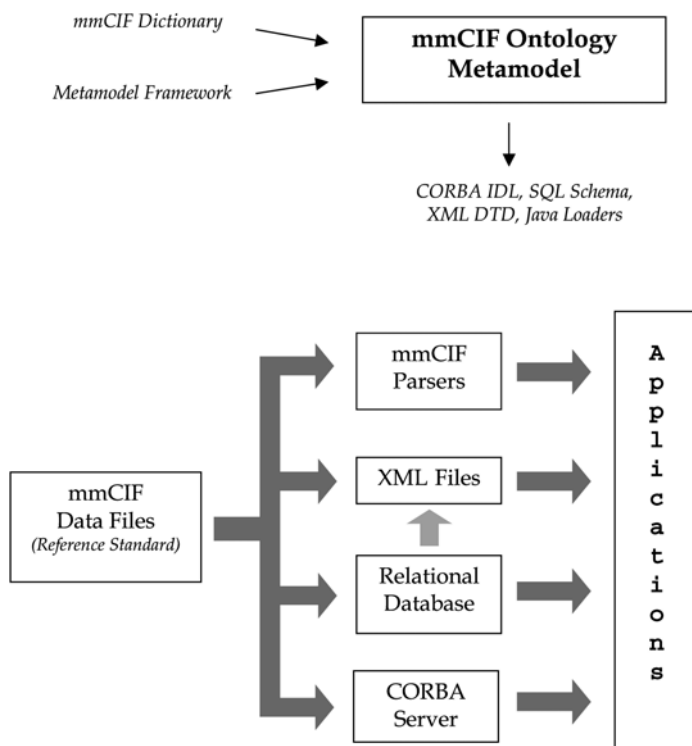 mmCIF Dictionary
Metamodel Framework
mmCIF Ontology
Metamodel
CORBA IDL, SQL Schema,
XML DTD, Java Loaders
mmCIF
Data Files
(Reference Standard)
mmCIF
Parsers
XML Files
Relational
Database
CORBA
Server
Applications